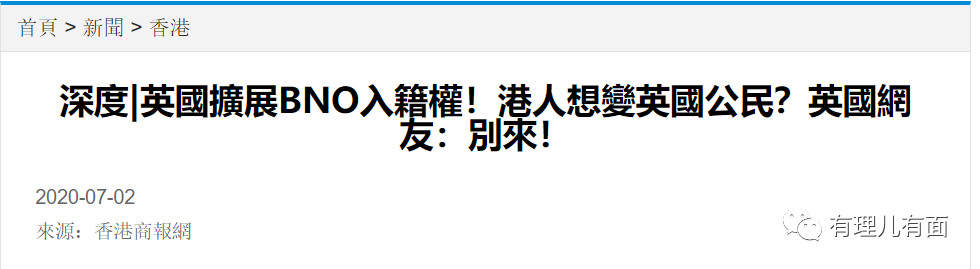 首頁 > 新聞 > 香港
深度|英國擴展BNO入籍權！港人想變英國公民？英國網
友：別來！
2020-07-02
來源：香港商報網
有理儿有面